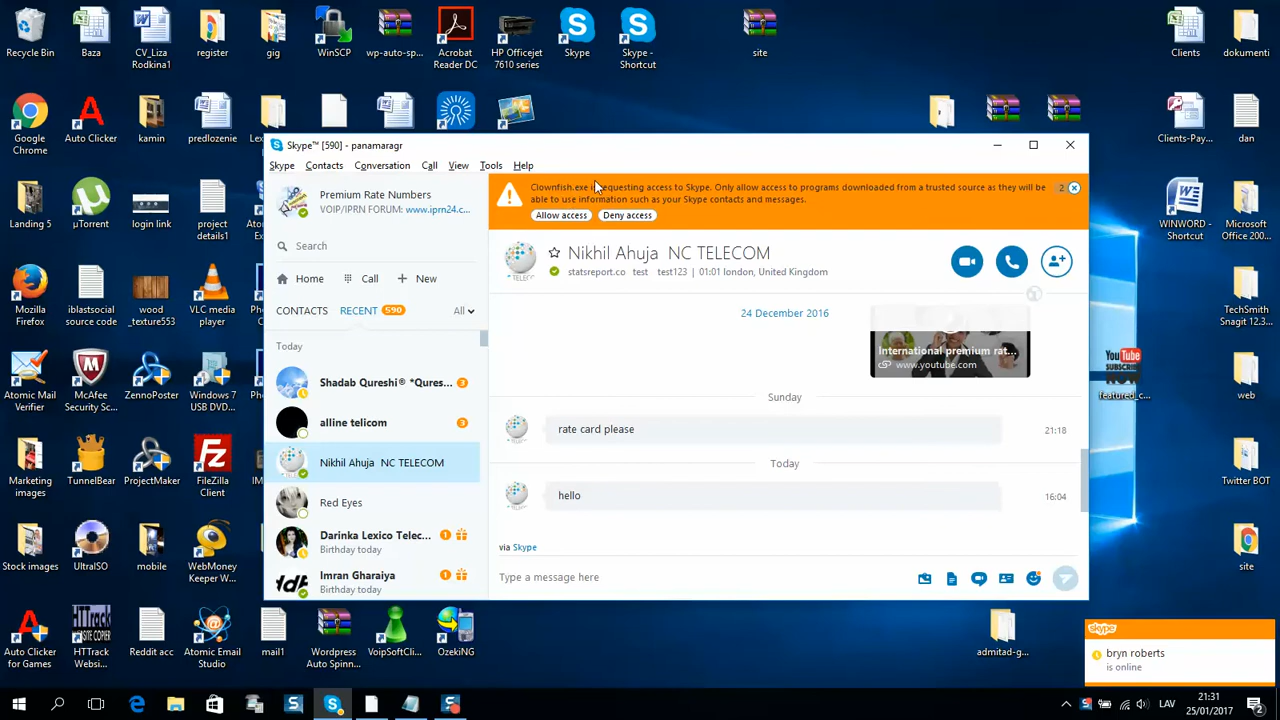 Recycle Bin
Baza
CV_Liza
Rodkina1
register
gig
WinSCP
wp-auto-sp...
Acrobat
Reader DC
HP Officejet
7610 series
Skype
Skype -
Shortcut
site
Clients
dokumenti
Google
Chrome
Auto Clicker
kamin
predlozenie
Clients-Pay...
dan
Skype™ [590] - panamaragr
Skype
Contacts
Conversation
Call
View
Tools
Help
Clownfish.exe is requesting access to Skype. Only allow access to programs downloaded from a trusted source as they will be
able to use information such as your Skype contacts and messages.
2
Allow access
Deny access
Premium Rate Numbers
VOIP/IPRN FORUM: www.iprn24.c...
Search
Home
Call
New
CONTACTS
RECENT
590
All
Today
Shadab Qureshi® *Qures...
3
alline telicom
3
Nikhil Ahuja NC TELECOM
Red Eyes
Darinka Lexico Telec...
1
Birthday today
Imran Gharaiya
1
Birthday today
Nikhil Ahuja NC TELECOM
statsreport.co test test123 | 01:01 london, United Kingdom
24 December 2016
International premium rat...
www.youtube.com
Sunday
rate card please
21:18
Today
hello
16:04
via Skype
Type a message here
Landing 5
µTorrent
login link
project
details1
WINWORD -
Shortcut
Microsoft
Office 200...
Mozilla
Firefox
iblastsocial
source code
wood
_texture553
VLC media
player
TechSmith
Snagit 12.3...
Atomic Mail
Verifier
McAfee
Security Sc...
ZennoPoster
Windows 7
USB DVD...
You Tube
featured_c...
web
Marketing
images
TunnelBear
ProjectMaker
FileZilla
Client
Twitter BOT
Stock images
UltraISO
mobile
WebMoney
Keeper W...
site
Auto Clicker
for Games
HTTrack
Websi...
Reddit acc
Atomic Email
Studio
mail1
Wordpress
Auto Spinn...
VoipSoftCli...
OzekiNG
admitad-g...
skype
bryn roberts
is online
LAV
21:31
25/01/2017
2